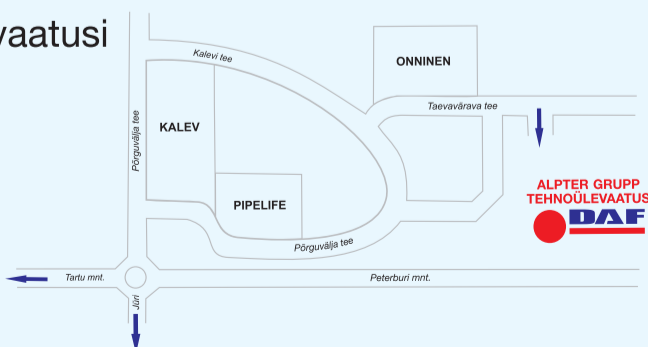 vaatusi
Kalevi tee
ONNINEN
Taevavärava tee
KALEV
Põrguvälja tee
PIPELIFE
ALPTER GRUPP
TEHNOÜLEVAATUS
DAF
Põrguvälja tee
Tartu mnt.
Peterburi mnt.
Jüri